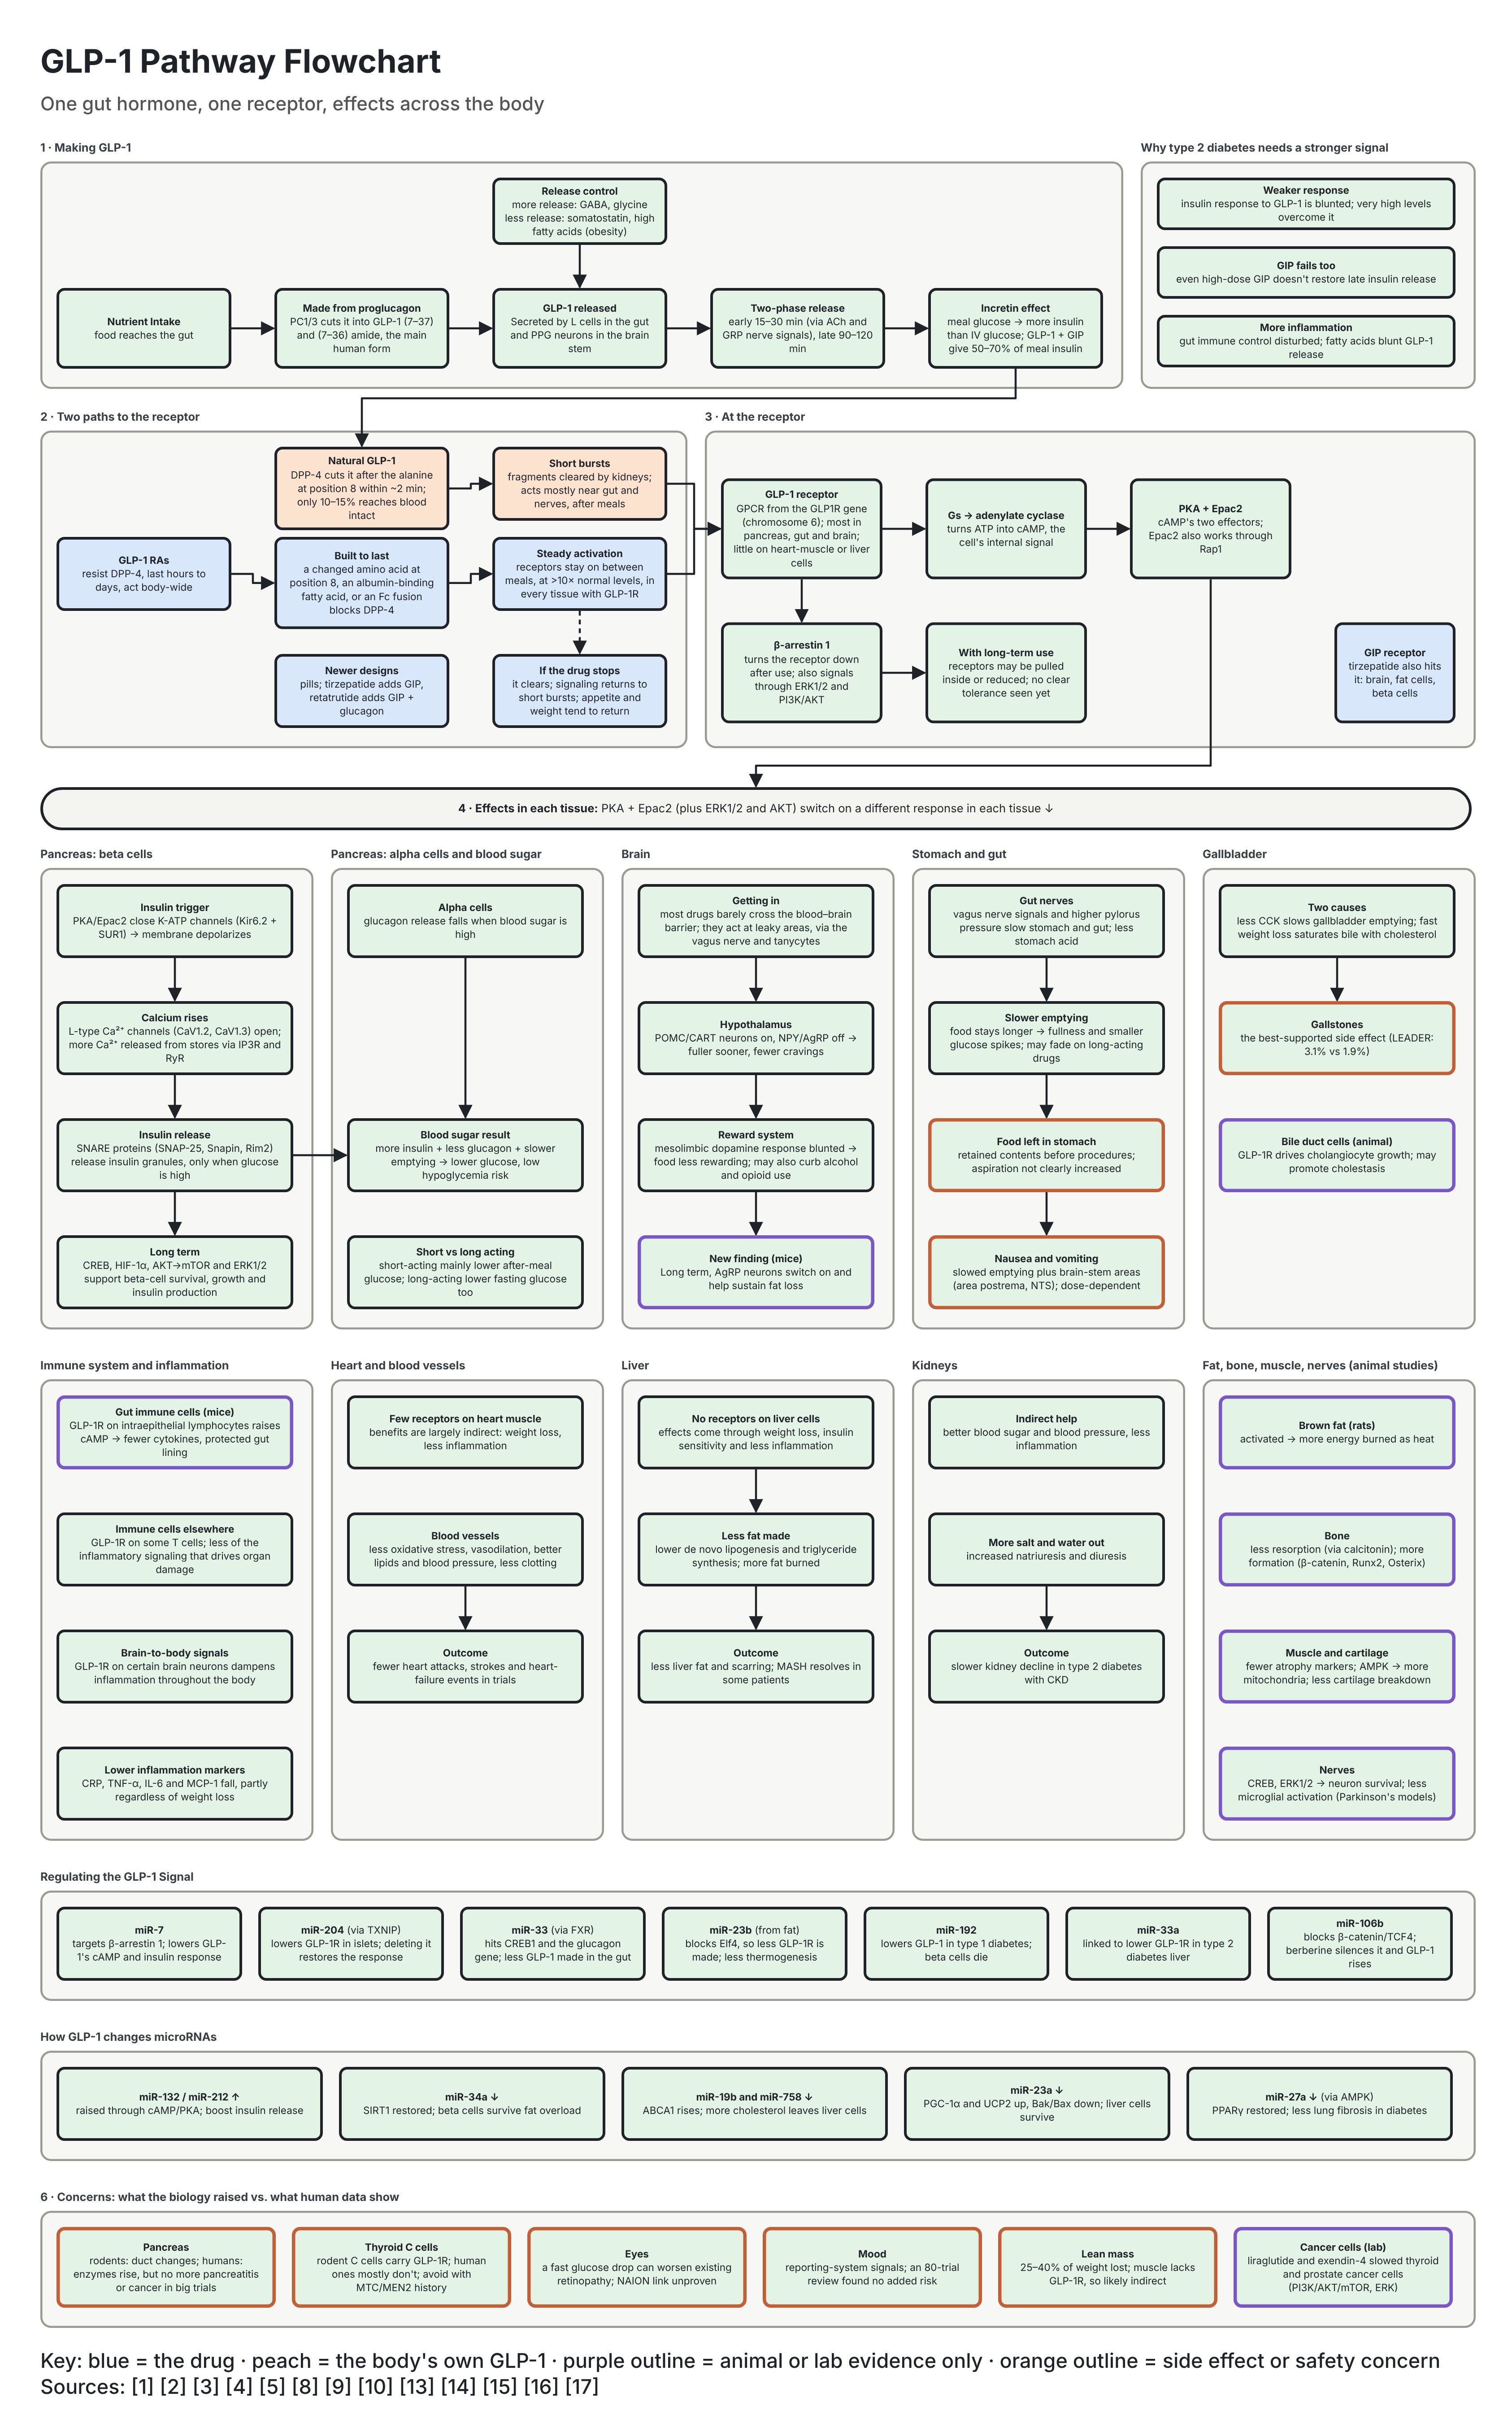 GLP-1 Pathway Flowchart
One gut hormone, one receptor, effects across the body
1 · Making GLP-1
Release control
more release: GABA, glycine
less release: somatostatin, high
fatty acids (obesity)
Nutrient Intake
food reaches the gut
Made from proglucagon
PC1/3 cuts it into GLP-1 (7–37)
and (7–36) amide, the main
human form
GLP-1 released
Secreted by L cells in the gut
and PPG neurons in the brain
stem
Two-phase release
early 15–30 min (via ACh and
GRP nerve signals), late 90–120
min
Incretin effect
meal glucose → more insulin
than IV glucose; GLP-1 + GIP
give 50–70% of meal insulin
Why type 2 diabetes needs a stronger signal
Weaker response
insulin response to GLP-1 is blunted; very high levels
overcome it
GIP fails too
even high-dose GIP doesn't restore late insulin release
More inflammation
gut immune control disturbed; fatty acids blunt GLP-1
release
2 · Two paths to the receptor
Natural GLP-1
DPP-4 cuts it after the alanine
at position 8 within ~2 min;
only 10–15% reaches blood
intact
Short bursts
fragments cleared by kidneys;
acts mostly near gut and
nerves, after meals
GLP-1 RAs
resist DPP-4, last hours to
days, act body-wide
Built to last
a changed amino acid at
position 8, an albumin-binding
fatty acid, or an Fc fusion
blocks DPP-4
Steady activation
receptors stay on between
meals, at >10× normal levels, in
every tissue with GLP-1R
Newer designs
pills; tirzepatide adds GIP,
retatrutide adds GIP +
glucagon
If the drug stops
it clears; signaling returns to
short bursts; appetite and
weight tend to return
3 · At the receptor
GLP-1 receptor
GPCR from the GLP1R gene
(chromosome 6); most in
pancreas, gut and brain;
little on heart-muscle or liver
cells
Gs → adenylate cyclase
turns ATP into cAMP, the
cell's internal signal
PKA + Epac2
cAMP's two effectors;
Epac2 also works through
Rap1
β-arrestin 1
turns the receptor down
after use; also signals
through ERK1/2 and
PI3K/AKT
With long-term use
receptors may be pulled
inside or reduced; no clear
tolerance seen yet
GIP receptor
tirzepatide also hits
it: brain, fat cells,
beta cells
4 · Effects in each tissue: PKA + Epac2 (plus ERK1/2 and AKT) switch on a different response in each tissue ↓
Pancreas: beta cells
Insulin trigger
PKA/Epac2 close K-ATP channels (Kir6.2 +
SUR1) → membrane depolarizes
Calcium rises
L-type Ca²⁺ channels (CaV1.2, CaV1.3) open;
more Ca²⁺ released from stores via IP3R and
RyR
Insulin release
SNARE proteins (SNAP-25, Snapin, Rim2)
release insulin granules, only when glucose
is high
Long term
CREB, HIF-1α, AKT→mTOR and ERK1/2
support beta-cell survival, growth and
insulin production
Pancreas: alpha cells and blood sugar
Alpha cells
glucagon release falls when blood sugar is
high
Blood sugar result
more insulin + less glucagon + slower
emptying → lower glucose, low
hypoglycemia risk
Short vs long acting
short-acting mainly lower after-meal
glucose; long-acting lower fasting glucose
too
Brain
Getting in
most drugs barely cross the blood–brain
barrier; they act at leaky areas, via the
vagus nerve and tanycytes
Hypothalamus
POMC/CART neurons on, NPY/AgRP off →
fuller sooner, fewer cravings
Reward system
mesolimbic dopamine response blunted →
food less rewarding; may also curb alcohol
and opioid use
New finding (mice)
Long term, AgRP neurons switch on and
help sustain fat loss
Stomach and gut
Gut nerves
vagus nerve signals and higher pylorus
pressure slow stomach and gut; less
stomach acid
Slower emptying
food stays longer → fullness and smaller
glucose spikes; may fade on long-acting
drugs
Food left in stomach
retained contents before procedures;
aspiration not clearly increased
Nausea and vomiting
slowed emptying plus brain-stem areas
(area postrema, NTS); dose-dependent
Gallbladder
Two causes
less CCK slows gallbladder emptying; fast
weight loss saturates bile with cholesterol
Gallstones
the best-supported side effect (LEADER:
3.1% vs 1.9%)
Bile duct cells (animal)
GLP-1R drives cholangiocyte growth; may
promote cholestasis
Immune system and inflammation
Gut immune cells (mice)
GLP-1R on intraepithelial lymphocytes raises
cAMP → fewer cytokines, protected gut
lining
Immune cells elsewhere
GLP-1R on some T cells; less of the
inflammatory signaling that drives organ
damage
Brain-to-body signals
GLP-1R on certain brain neurons dampens
inflammation throughout the body
Lower inflammation markers
CRP, TNF-α, IL-6 and MCP-1 fall, partly
regardless of weight loss
Heart and blood vessels
Few receptors on heart muscle
benefits are largely indirect: weight loss,
less inflammation
Blood vessels
less oxidative stress, vasodilation, better
lipids and blood pressure, less clotting
Outcome
fewer heart attacks, strokes and heart-
failure events in trials
Liver
No receptors on liver cells
effects come through weight loss, insulin
sensitivity and less inflammation
Less fat made
lower de novo lipogenesis and triglyceride
synthesis; more fat burned
Outcome
less liver fat and scarring; MASH resolves in
some patients
Kidneys
Indirect help
better blood sugar and blood pressure, less
inflammation
More salt and water out
increased natriuresis and diuresis
Outcome
slower kidney decline in type 2 diabetes
with CKD
Fat, bone, muscle, nerves (animal studies)
Brown fat (rats)
activated → more energy burned as heat
Bone
less resorption (via calcitonin); more
formation (β-catenin, Runx2, Osterix)
Muscle and cartilage
fewer atrophy markers; AMPK → more
mitochondria; less cartilage breakdown
Nerves
CREB, ERK1/2 → neuron survival; less
microglial activation (Parkinson's models)
Regulating the GLP-1 Signal
miR-7
targets β-arrestin 1; lowers GLP-
1's cAMP and insulin response
miR-204 (via TXNIP)
lowers GLP-1R in islets; deleting it
restores the response
miR-33 (via FXR)
hits CREB1 and the glucagon
gene; less GLP-1 made in the gut
miR-23b (from fat)
blocks Elf4, so less GLP-1R is
made; less thermogenesis
miR-192
lowers GLP-1 in type 1 diabetes;
beta cells die
miR-33a
linked to lower GLP-1R in type 2
diabetes liver
miR-106b
blocks β-catenin/TCF4;
berberine silences it and GLP-1
rises
How GLP-1 changes microRNAs
miR-132 / miR-212 ↑
raised through cAMP/PKA; boost insulin release
miR-34a ↓
SIRT1 restored; beta cells survive fat overload
miR-19b and miR-758 ↓
ABCA1 rises; more cholesterol leaves liver cells
miR-23a ↓
PGC-1α and UCP2 up, Bak/Bax down; liver cells
survive
miR-27a ↓ (via AMPK)
PPARγ restored; less lung fibrosis in diabetes
6 · Concerns: what the biology raised vs. what human data show
Pancreas
rodents: duct changes; humans:
enzymes rise, but no more pancreatitis
or cancer in big trials
Thyroid C cells
rodent C cells carry GLP-1R; human
ones mostly don't; avoid with
MTC/MEN2 history
Eyes
a fast glucose drop can worsen existing
retinopathy; NAION link unproven
Mood
reporting-system signals; an 80-trial
review found no added risk
Lean mass
25–40% of weight lost; muscle lacks
GLP-1R, so likely indirect
Cancer cells (lab)
liraglutide and exendin-4 slowed thyroid
and prostate cancer cells
(PI3K/AKT/mTOR, ERK)
Key: blue = the drug · peach = the body's own GLP-1 · purple outline = animal or lab evidence only · orange outline = side effect or safety concern
Sources: [1] [2] [3] [4] [5] [8] [9] [10] [13] [14] [15] [16] [17]